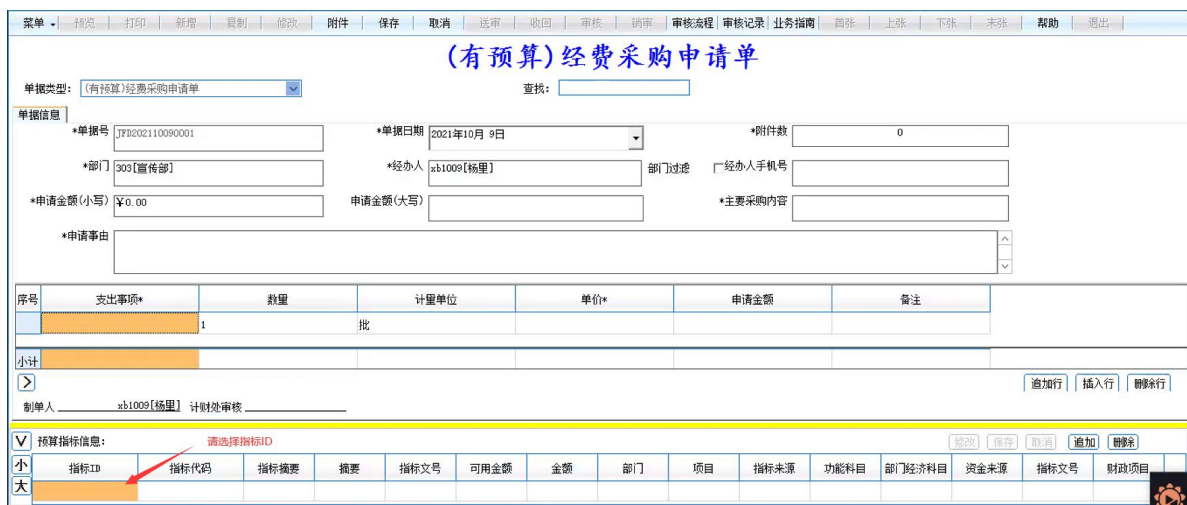 菜单 预览 打印 新增 复制 修改 附件 保存 取消 送审 收回 审核 销审 审核流程 审核记录 业务指南 首张 上张 下张 末张 帮助 退出
(有预算)经费采购申请单
单据类型: (有预算)经费采购申请单 查找:
单据信息
*单据号 JFD202110090001 *单据日期 2021年10月 9日 *附件数 0
*部门 303[宣传部] *经办人 xb1009[杨里] 部门过滤 经办人手机号
*申请金额(小写) ¥0.00 申请金额(大写) *主要采购内容
*申请事由
序号 支出事项* 数量 计量单位 单价* 申请金额 备注
1 批
小计
> 追加行 插入行 删除行
制单人 xb1009[杨里] 计财处审核
V 预算指标信息: 请选择指标ID 修改 保存 取消 追加 删除
小 指标ID 指标代码 指标摘要 摘要 指标文号 可用金额 金额 部门 项目 指标来源 功能科目 部门经济科目 资金来源 指标文号 财政项目
大